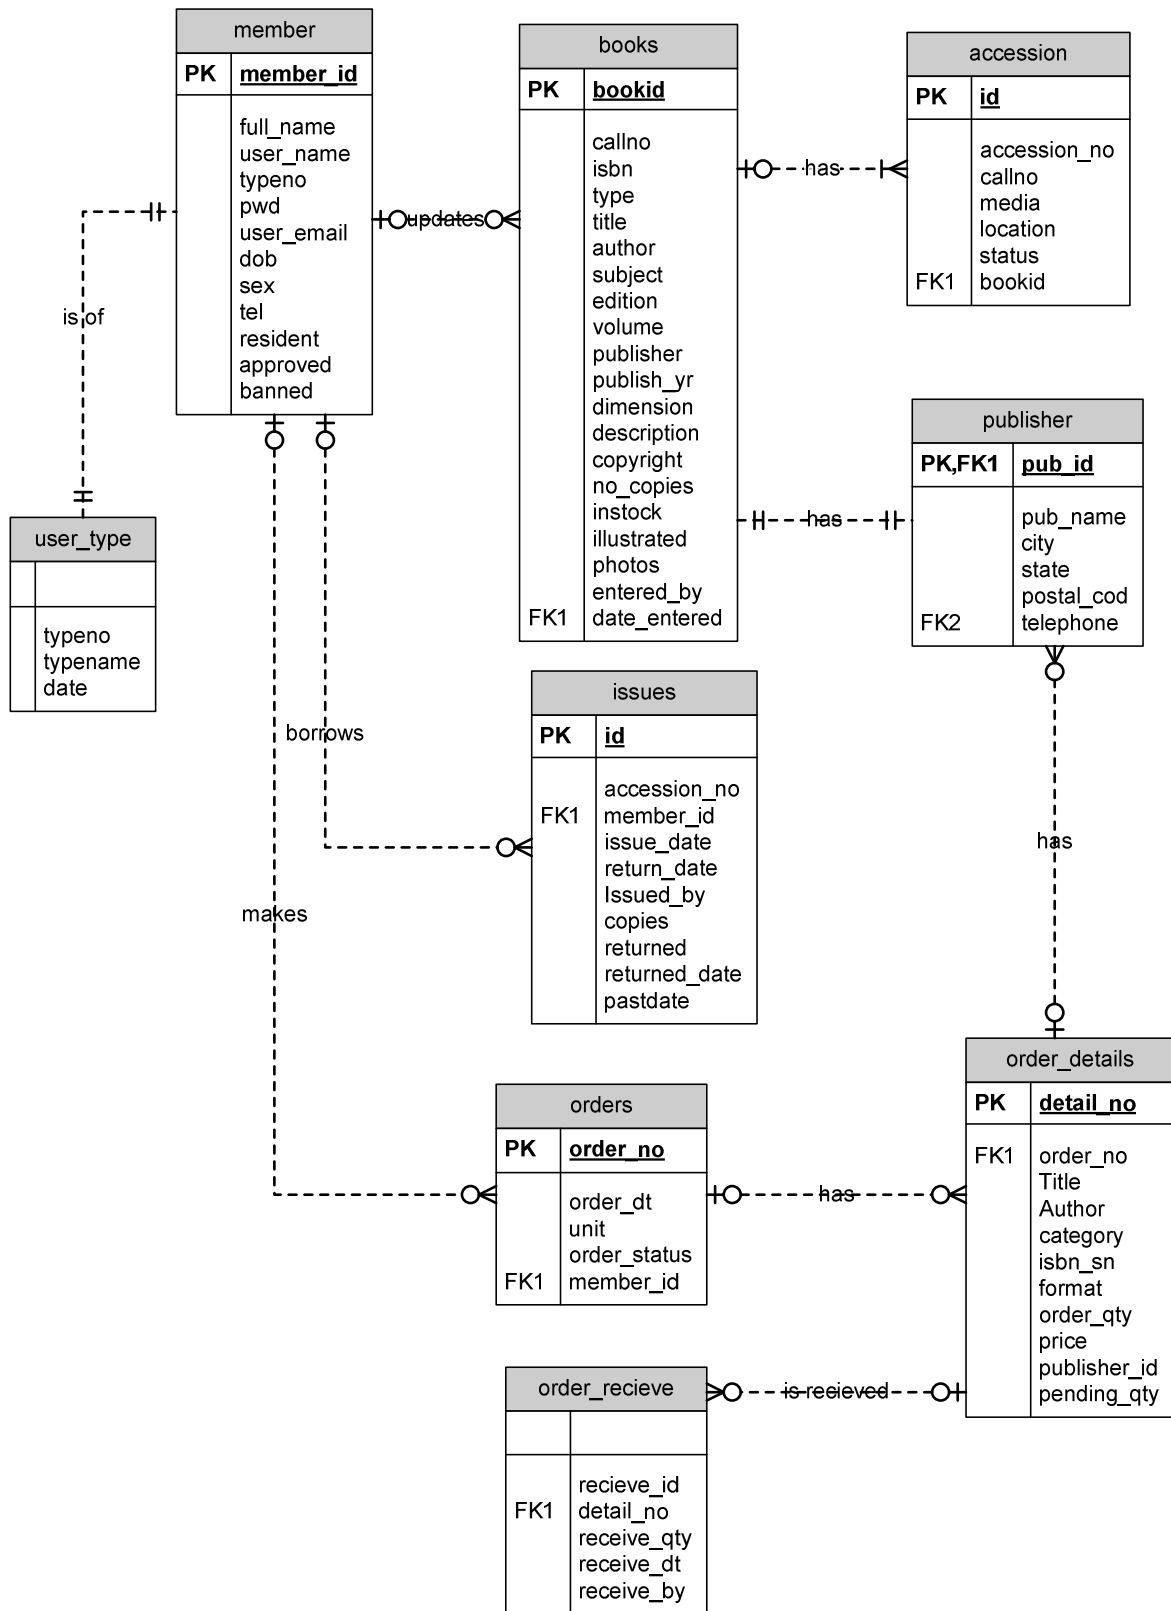 member
PK member_id
full_name
user_name
typeno
pwd
user_email
dob
sex
tel
resident
approved
banned
books
PK bookid
callno
isbn
type
title
author
subject
edition
volume
publisher
publish_yr
dimension
description
copyright
no_copies
instock
illustrated
photos
entered_by
FK1 date_entered
accession
PK id
accession_no
callno
media
location
status
FK1 bookid
has
updates
is of
publisher
PK,FK1 pub_id
pub_name
city
state
postal_cod
FK2 telephone
has
user_type
typeno
typename
date
issues
PK id
accession_no
FK1 member_id
issue_date
return_date
Issued_by
copies
returned
returned_date
pastdate
borrows
makes
has
orders
PK order_no
order_dt
unit
order_status
FK1 member_id
has
order_details
PK detail_no
FK1 order_no
Title
Author
category
isbn_sn
format
order_qty
price
publisher_id
pending_qty
order_recieve
recieve_id
FK1 detail_no
receive_qty
receive_dt
receive_by
is recieved